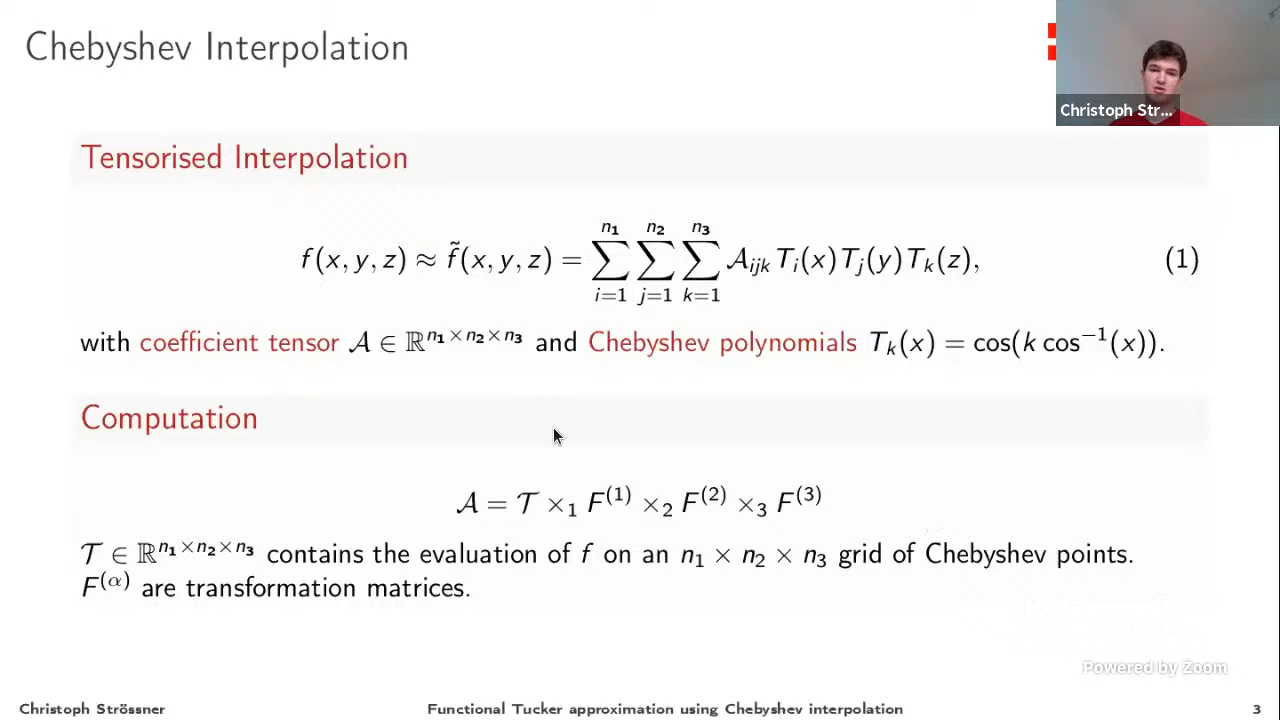 Chebyshev Interpolation
Christoph Str...
Tensorised Interpolation
f(x, y, z) ≈ f̃(x, y, z) = ∑_{i=1}^{n₁} ∑_{j=1}^{n₂} ∑_{k=1}^{n₃} 𝒜_{ijk} T_i(x) T_j(y) T_k(z), (1)
with coefficient tensor 𝒜 ∈ ℝ^{n₁×n₂×n₃} and Chebyshev polynomials T_k(x) = cos(k cos⁻¹(x)).
Computation
𝒜 = 𝒯 ×₁ F⁽¹⁾ ×₂ F⁽²⁾ ×₃ F⁽³⁾
𝒯 ∈ ℝ^{n₁×n₂×n₃} contains the evaluation of f on an n₁ × n₂ × n₃ grid of Chebyshev points.
F^{(α)} are transformation matrices.
Powered by Zoom
Christoph Strössner Functional Tucker approximation using Chebyshev interpolation 3